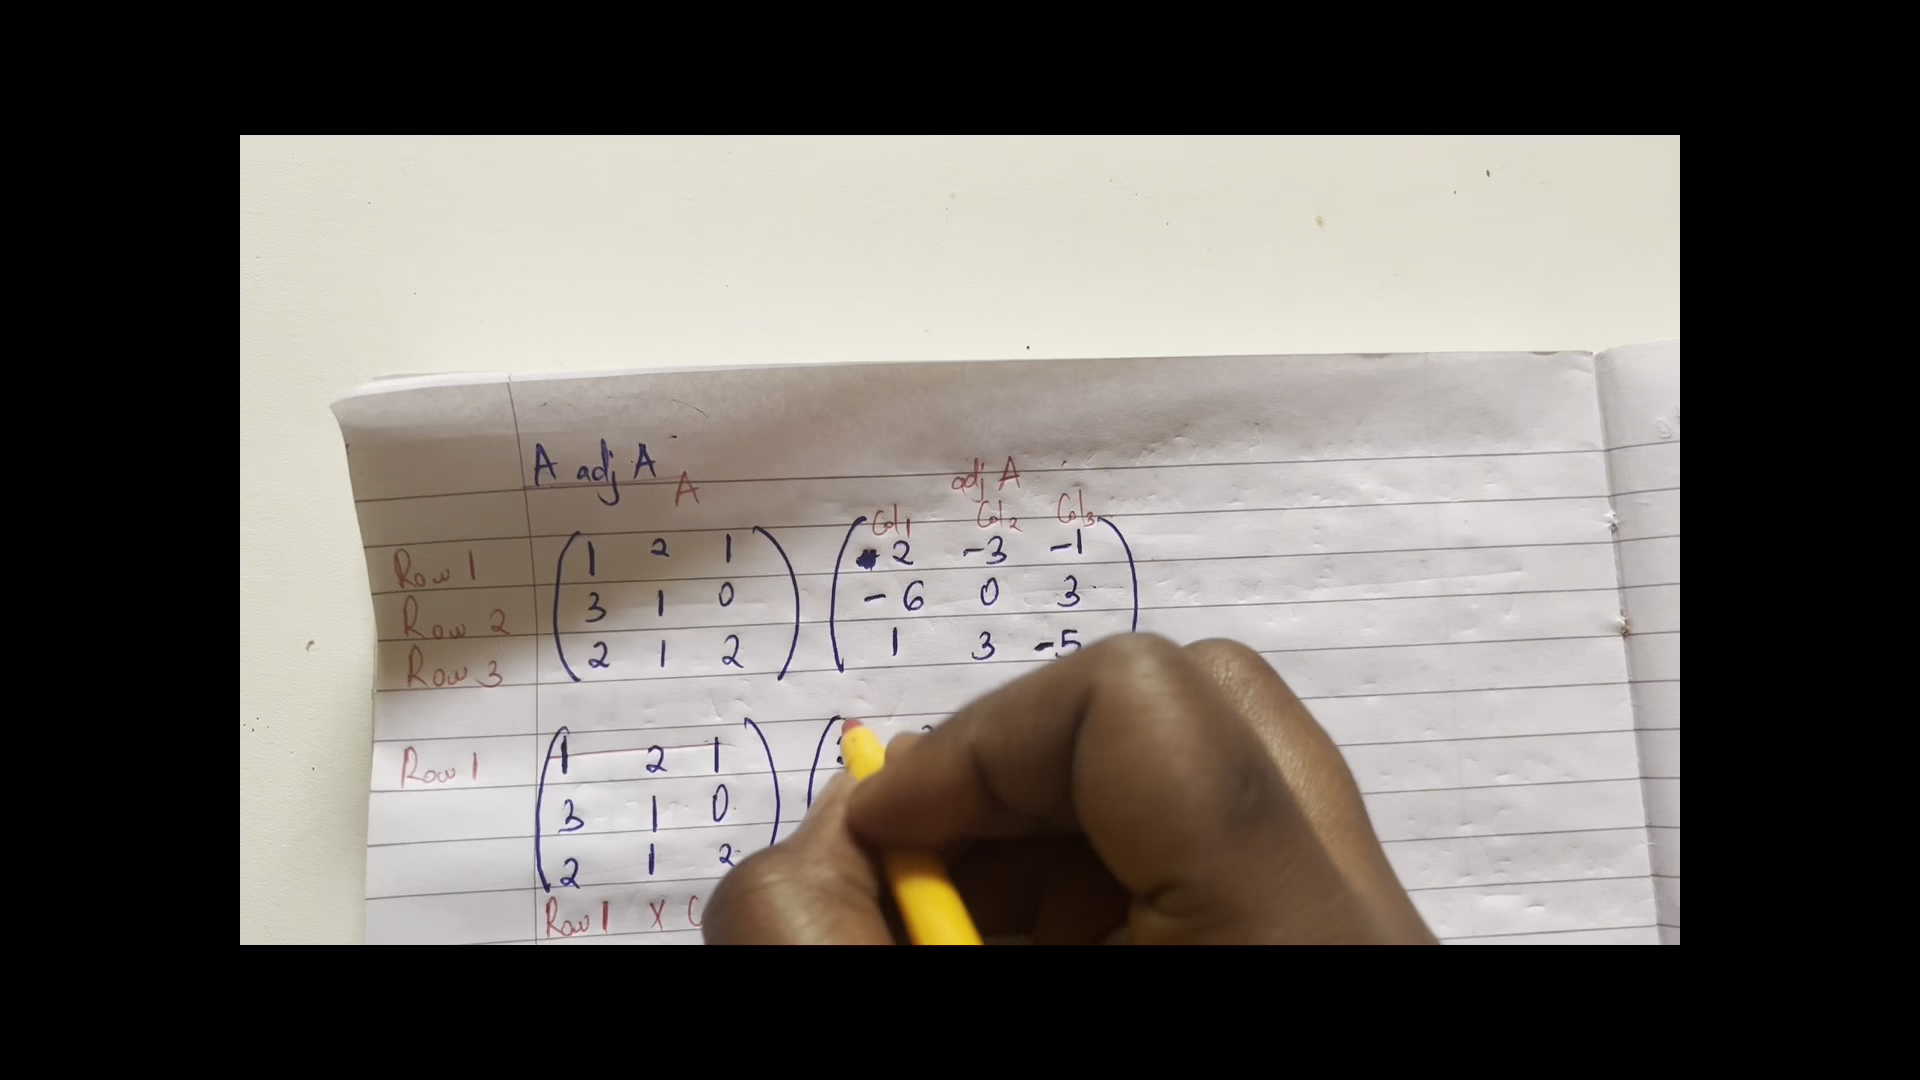 A adj A
A adj A
Col1 Col2 Col3
Row 1 1 2 1 2 -3 -1
Row 2 3 1 0 -6 0 3
Row 3 2 1 2 1 3 -5
Row 1 1 2 1
3 1 0
2 1 2
Row 1 X C